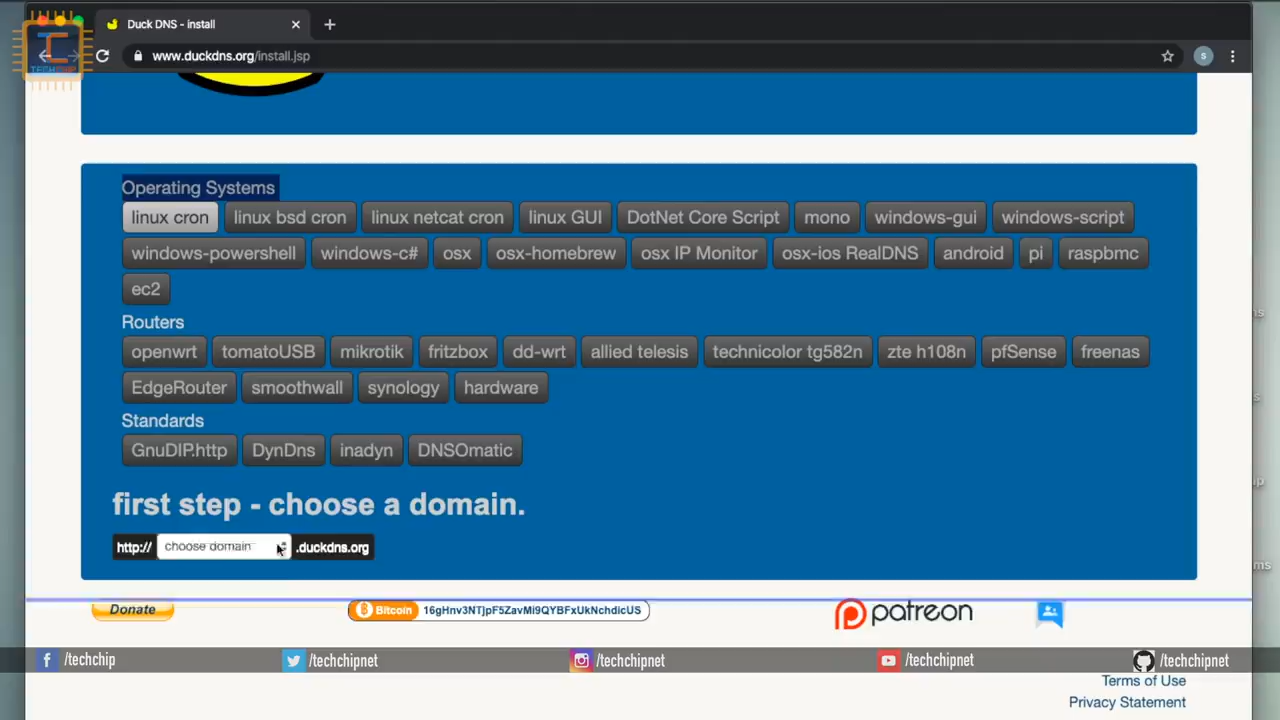 Duck DNS - install
www.duckdns.org/install.jsp
S
TECHCHIP
Operating Systems
linux cron linux bsd cron linux netcat cron linux GUI DotNet Core Script mono windows-gui windows-script
windows-powershell windows-c# osx osx-homebrew osx IP Monitor osx-ios RealDNS android pi raspbmc
ec2
Routers
openwrt tomatoUSB mikrotik fritzbox dd-wrt allied telesis technicolor tg582n zte h108n pfSense freenas
EdgeRouter smoothwall synology hardware
Standards
GnuDIP.http DynDns inadyn DNSOmatic
first step - choose a domain.
http:// choose domain .duckdns.org
Donate Bitcoin 16gHnv3NTjpF5ZavMi9QYBFxUkNchdicUS patreon
/techchip /techchipnet /techchipnet /techchipnet /techchipnet
Terms of Use
Privacy Statement